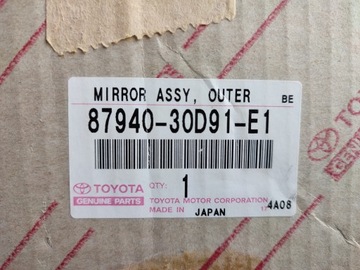 MIRROR ASSY, OUTER BE
87940-30D91-E1
TOYOTA QTY: 1
GENUINE PARTS TOYOTA MOTOR CORPORATION
MADE IN JAPAN 4A08